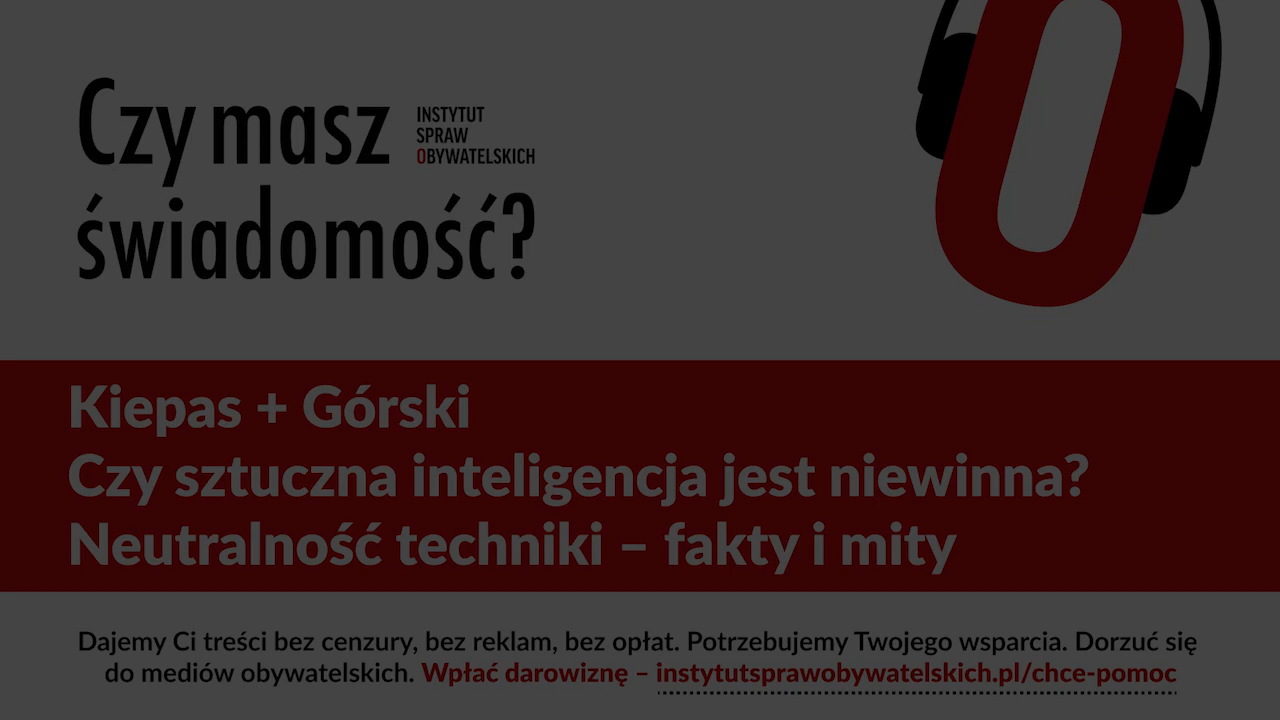 Czy masz
świadomość?
INSTYTUT
SPRAW
OBYWATELSKICH
Kiepas + Górski
Czy sztuczna inteligencja jest niewinna?
Neutralność techniki – fakty i mity
Dajemy Ci treści bez cenzury, bez reklam, bez opłat. Potrzebujemy Twojego wsparcia. Dorzuć się
do mediów obywatelskich. Wpłać darowiznę – instytutsprawobywatelskich.pl/chce-pomoc